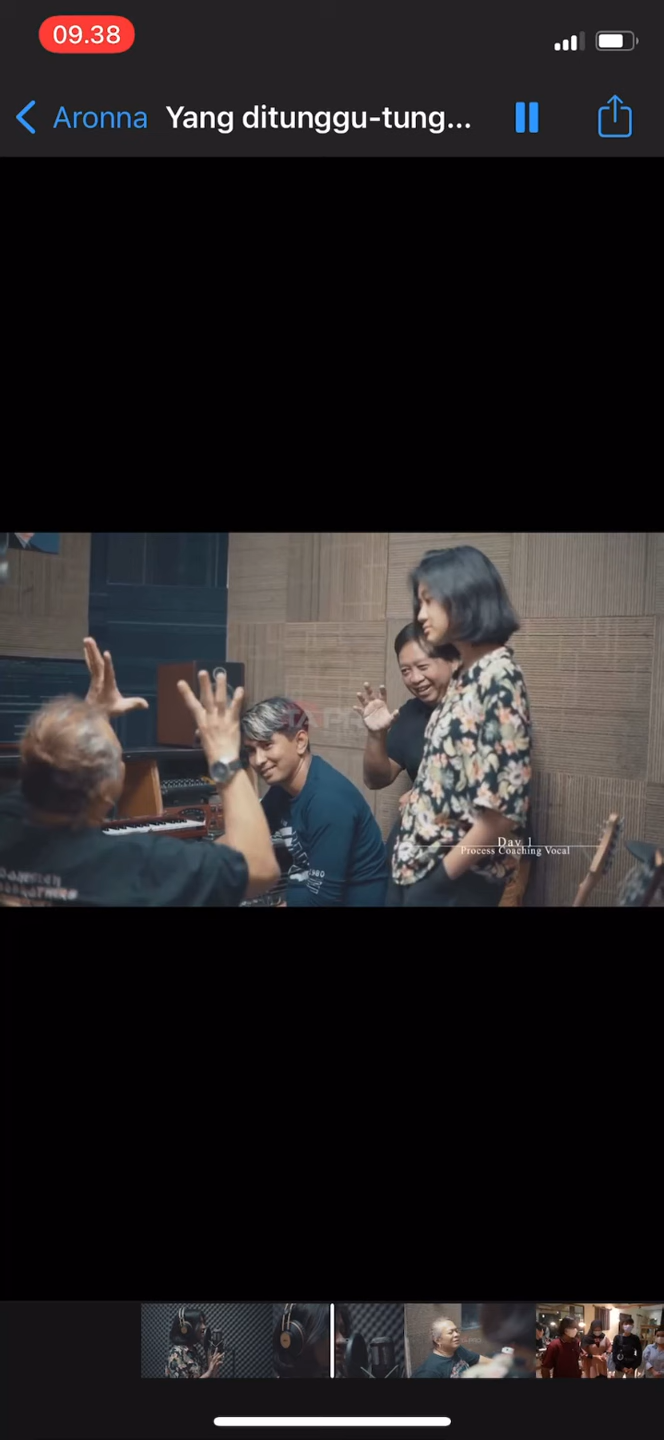 09.38
Aronna
Yang ditunggu-tung...
Day 1
Process Coaching Vocal